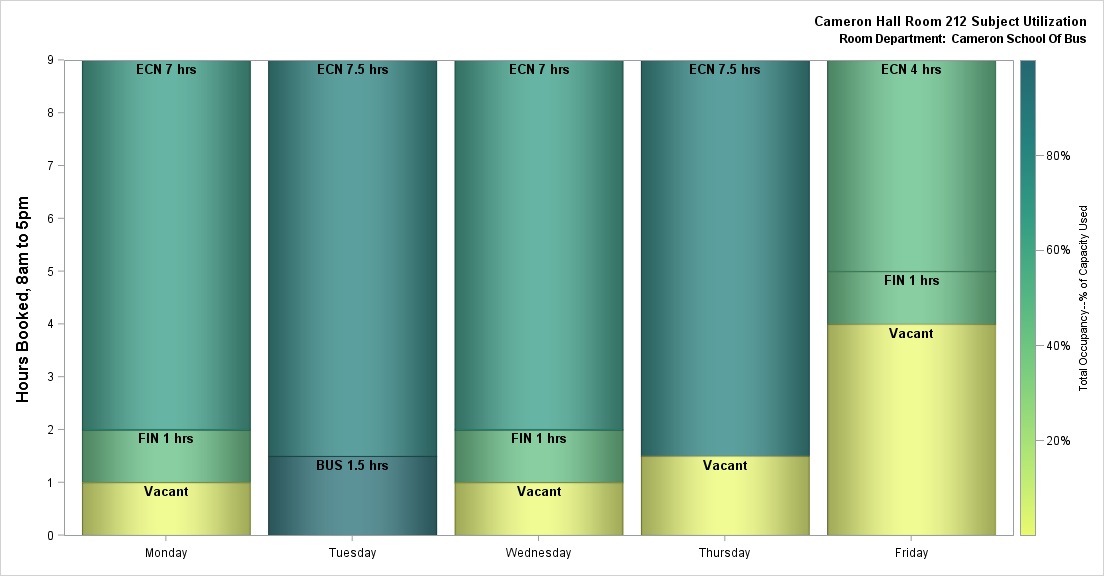 Cameron Hall Room 212 Subject Utilization
Room Department: Cameron School Of Bus
Hours Booked, 8am to 5pm
9
8
7
6
5
4
3
2
1
0
ECN 7 hrs
FIN 1 hrs
Vacant
ECN 7.5 hrs
BUS 1.5 hrs
ECN 7 hrs
FIN 1 hrs
Vacant
ECN 7.5 hrs
Vacant
ECN 4 hrs
FIN 1 hrs
Vacant
Monday
Tuesday
Wednesday
Thursday
Friday
80%
60%
40%
20%
Total Occupancy--% of Capacity Used